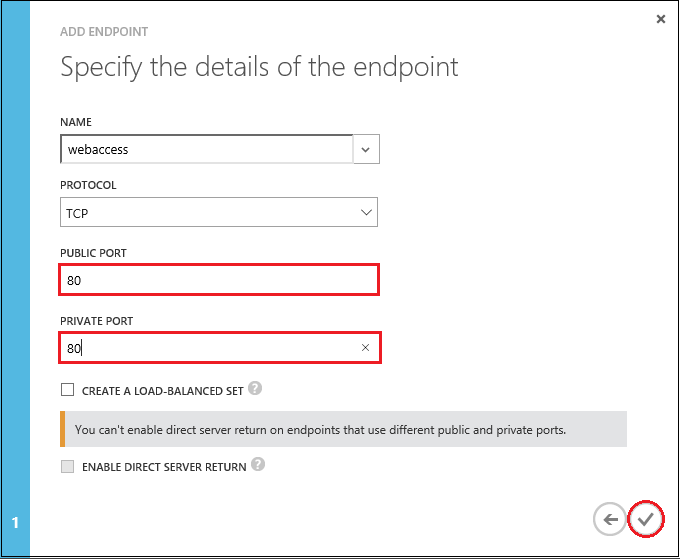 ADD ENDPOINT
Specify the details of the endpoint
NAME
webaccess
PROTOCOL
TCP
PUBLIC PORT
80
PRIVATE PORT
80
CREATE A LOAD-BALANCED SET ?
You can't enable direct server return on endpoints that use different public and private ports.
ENABLE DIRECT SERVER RETURN ?
1